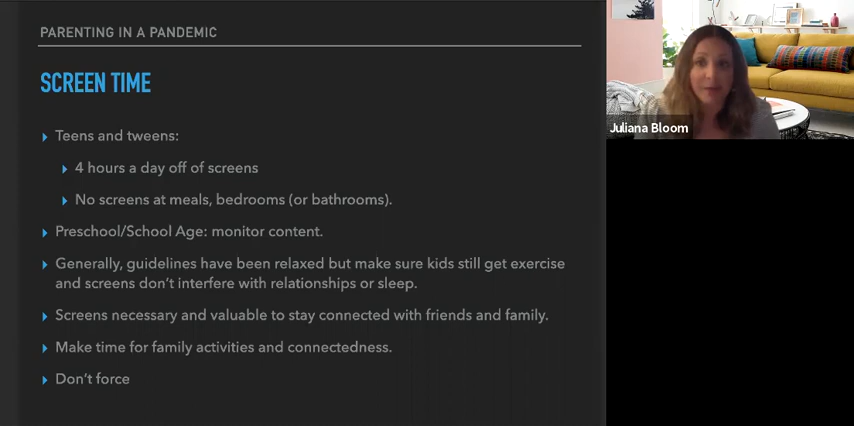 PARENTING IN A PANDEMIC
SCREEN TIME
Teens and tweens:
4 hours a day off of screens
No screens at meals, bedrooms (or bathrooms).
Preschool/School Age: monitor content.
Generally, guidelines have been relaxed but make sure kids still get exercise
and screens don't interfere with relationships or sleep.
Screens necessary and valuable to stay connected with friends and family.
Make time for family activities and connectedness.
Don't force
Juliana Bloom